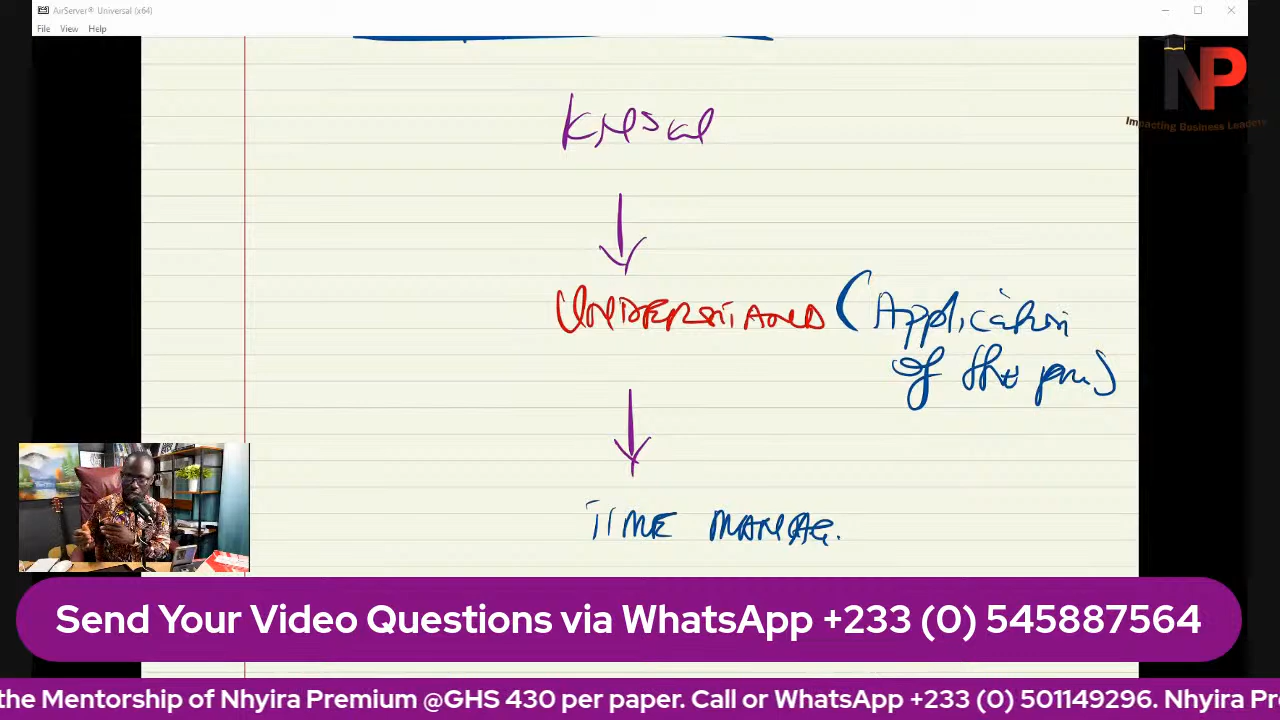 AirServer® Universal (x64)
File View Help
NP
Impacting Business Leaders
UNDERSTAND (Application
of the
TIME MANAG.
Send Your Video Questions via WhatsApp +233 (0) 545887564
the Mentorship of Nhyira Premium @GHS 430 per paper. Call or WhatsApp +233 (0) 501149296. Nhyira Pr